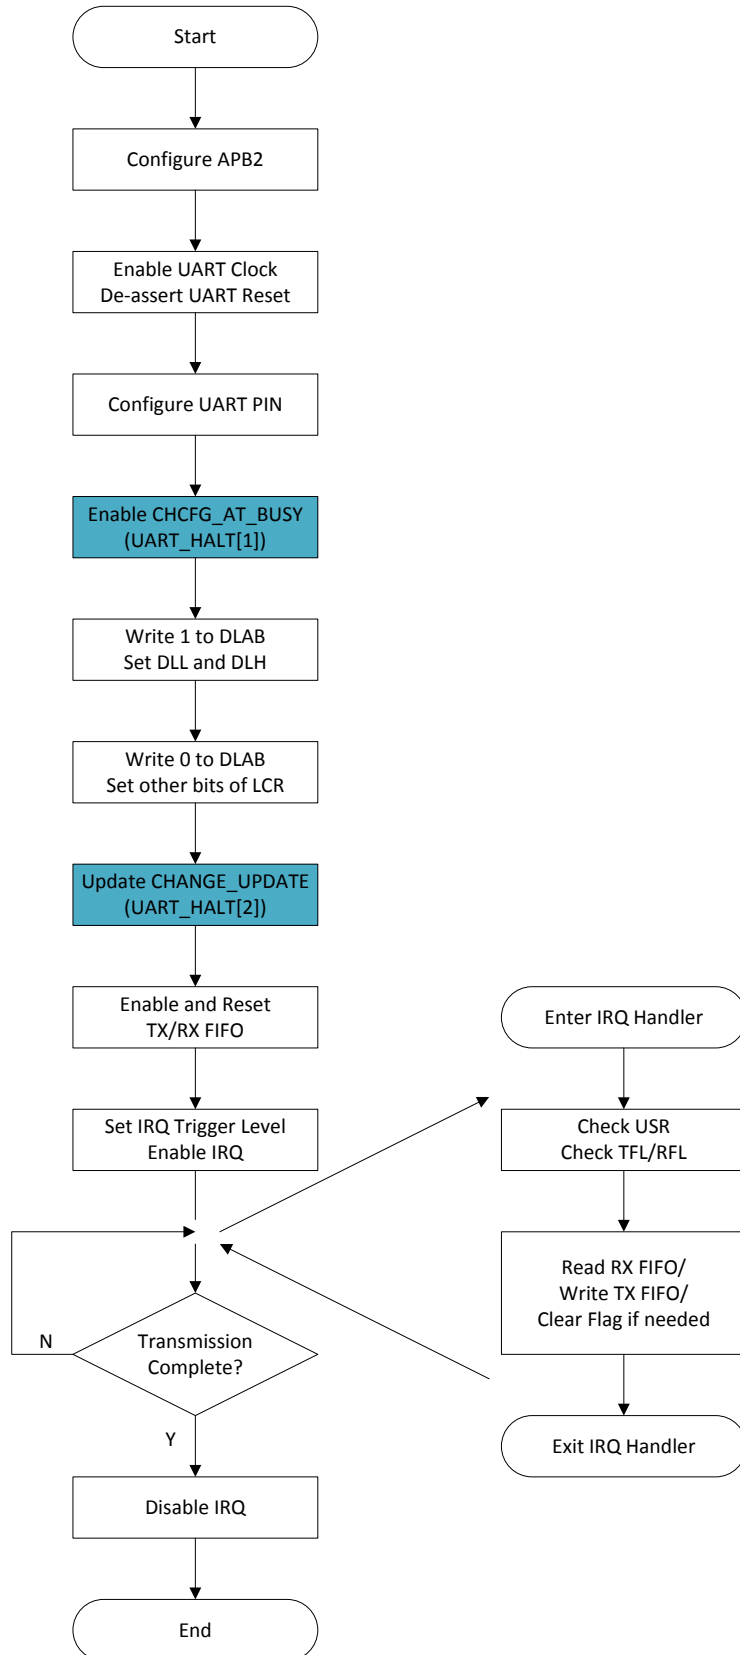 Start
Configure APB2
Enable UART Clock
De-assert UART Reset
Configure UART PIN
Enable CHCFG_AT_BUSY
(UART_HALT[1])
Write 1 to DLAB
Set DLL and DLH
Write 0 to DLAB
Set other bits of LCR
Update CHANGE_UPDATE
(UART_HALT[2])
Enable and Reset
TX/RX FIFO
Set IRQ Trigger Level
Enable IRQ
N
Transmission
Complete?
Y
Disable IRQ
End
Enter IRQ Handler
Check USR
Check TFL/RFL
Read RX FIFO/
Write TX FIFO/
Clear Flag if needed
Exit IRQ Handler